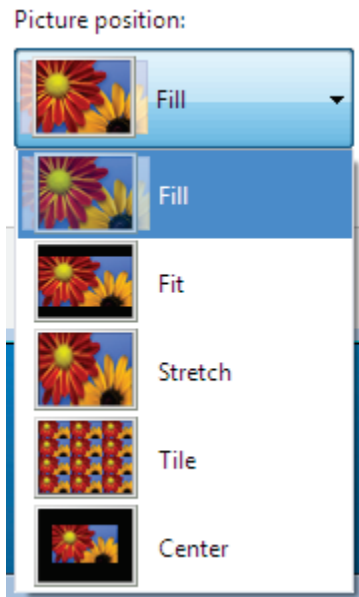 Picture position:
Fill
Fill
Fit
Stretch
Tile
Center